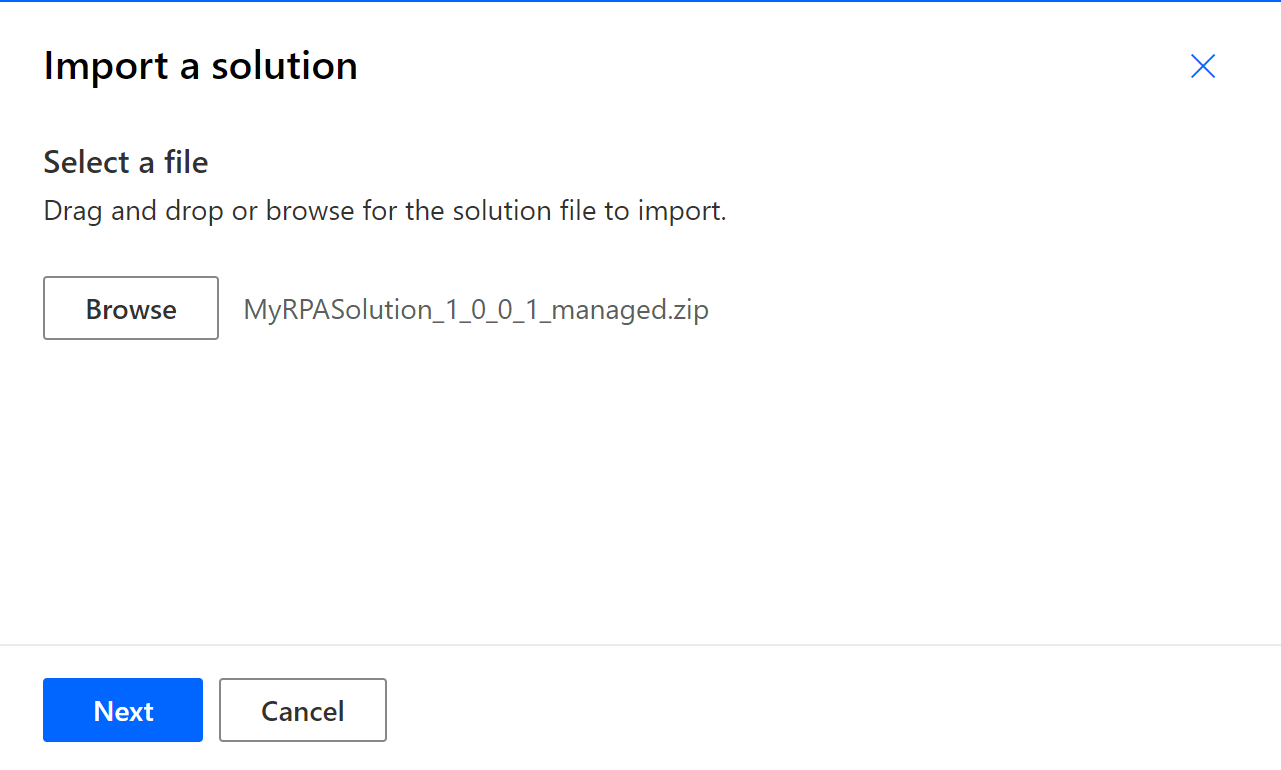 Import a solution
Select a file
Drag and drop or browse for the solution file to import.
Browse MyRPASolution_1_0_0_1_managed.zip
Next Cancel